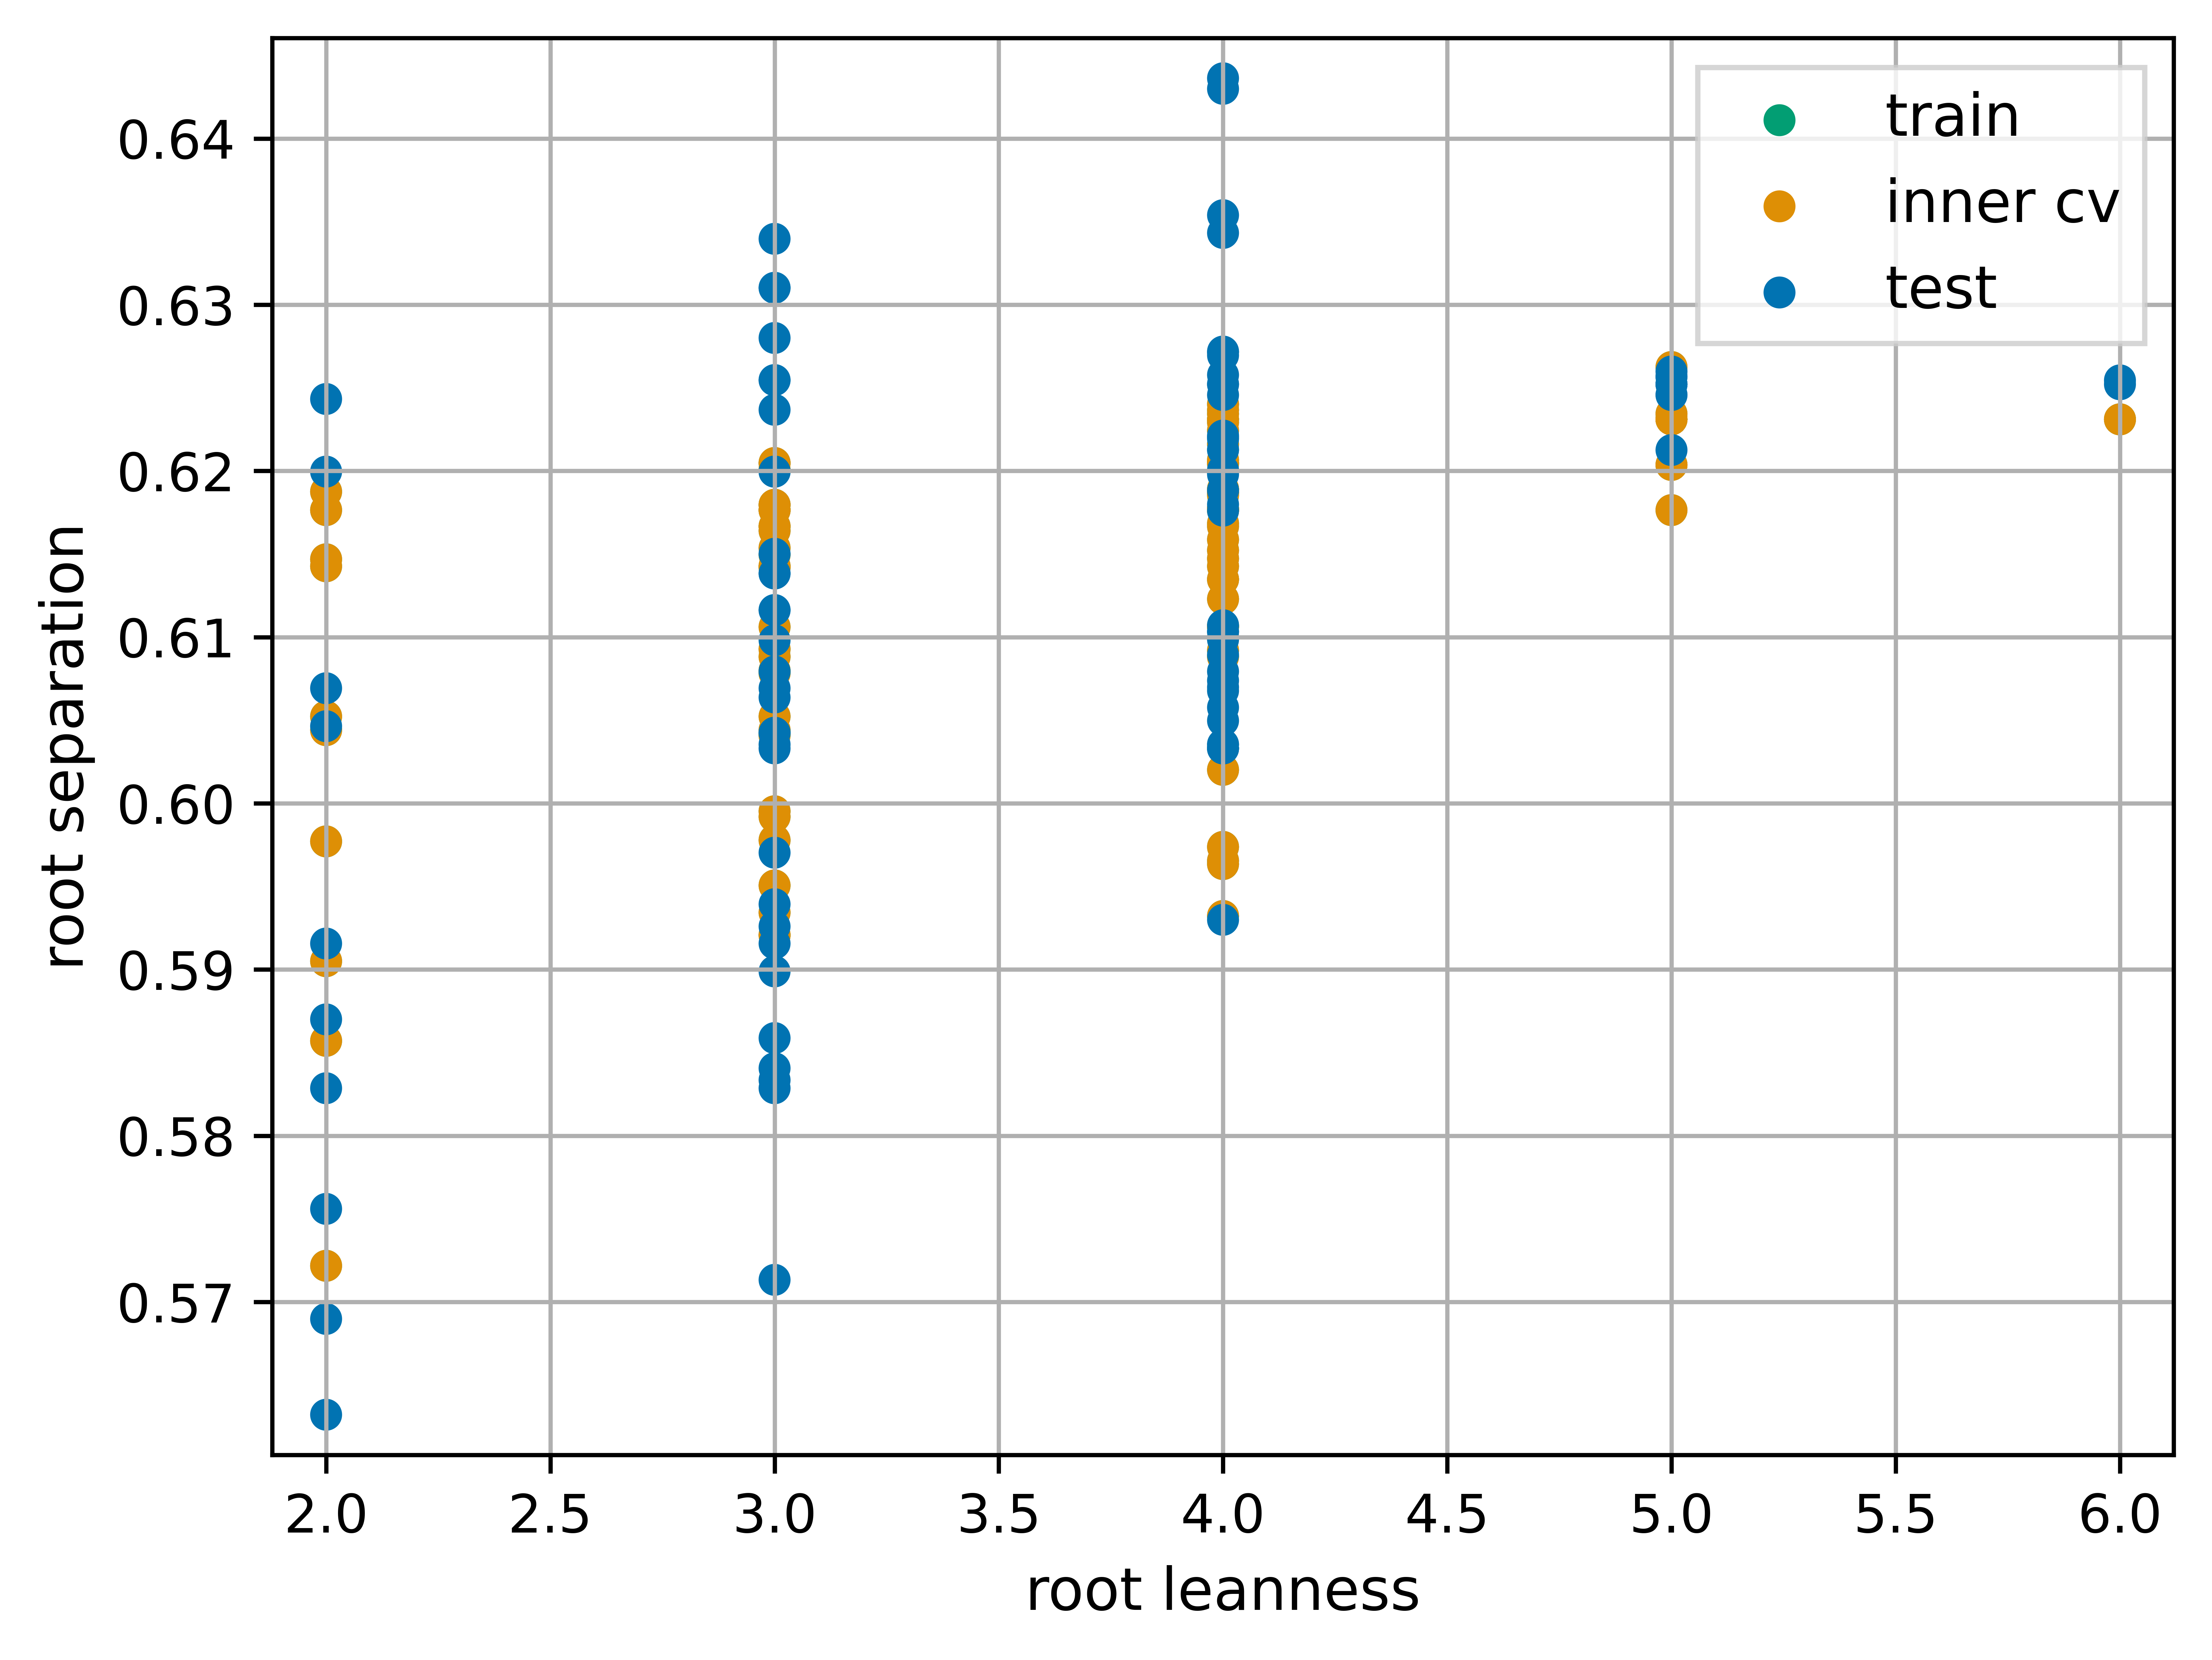 root separation
0.64
0.63
0.62
0.61
0.60
0.59
0.58
0.57
train
inner cv
test
2.0 2.5 3.0 3.5 4.0 4.5 5.0 5.5 6.0
root leanness